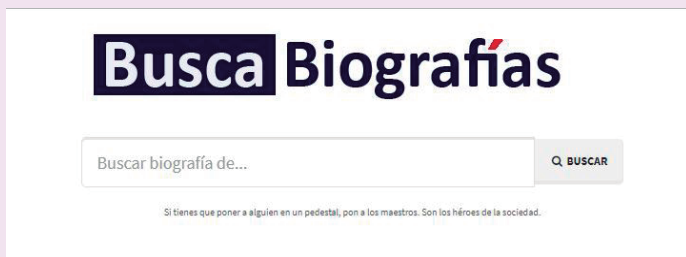 Busca Biografías
Buscar biografía de...
BUSCAR
Si tienes que poner a alguien en un pedestal, pon a los maestros. Son los héroes de la sociedad.